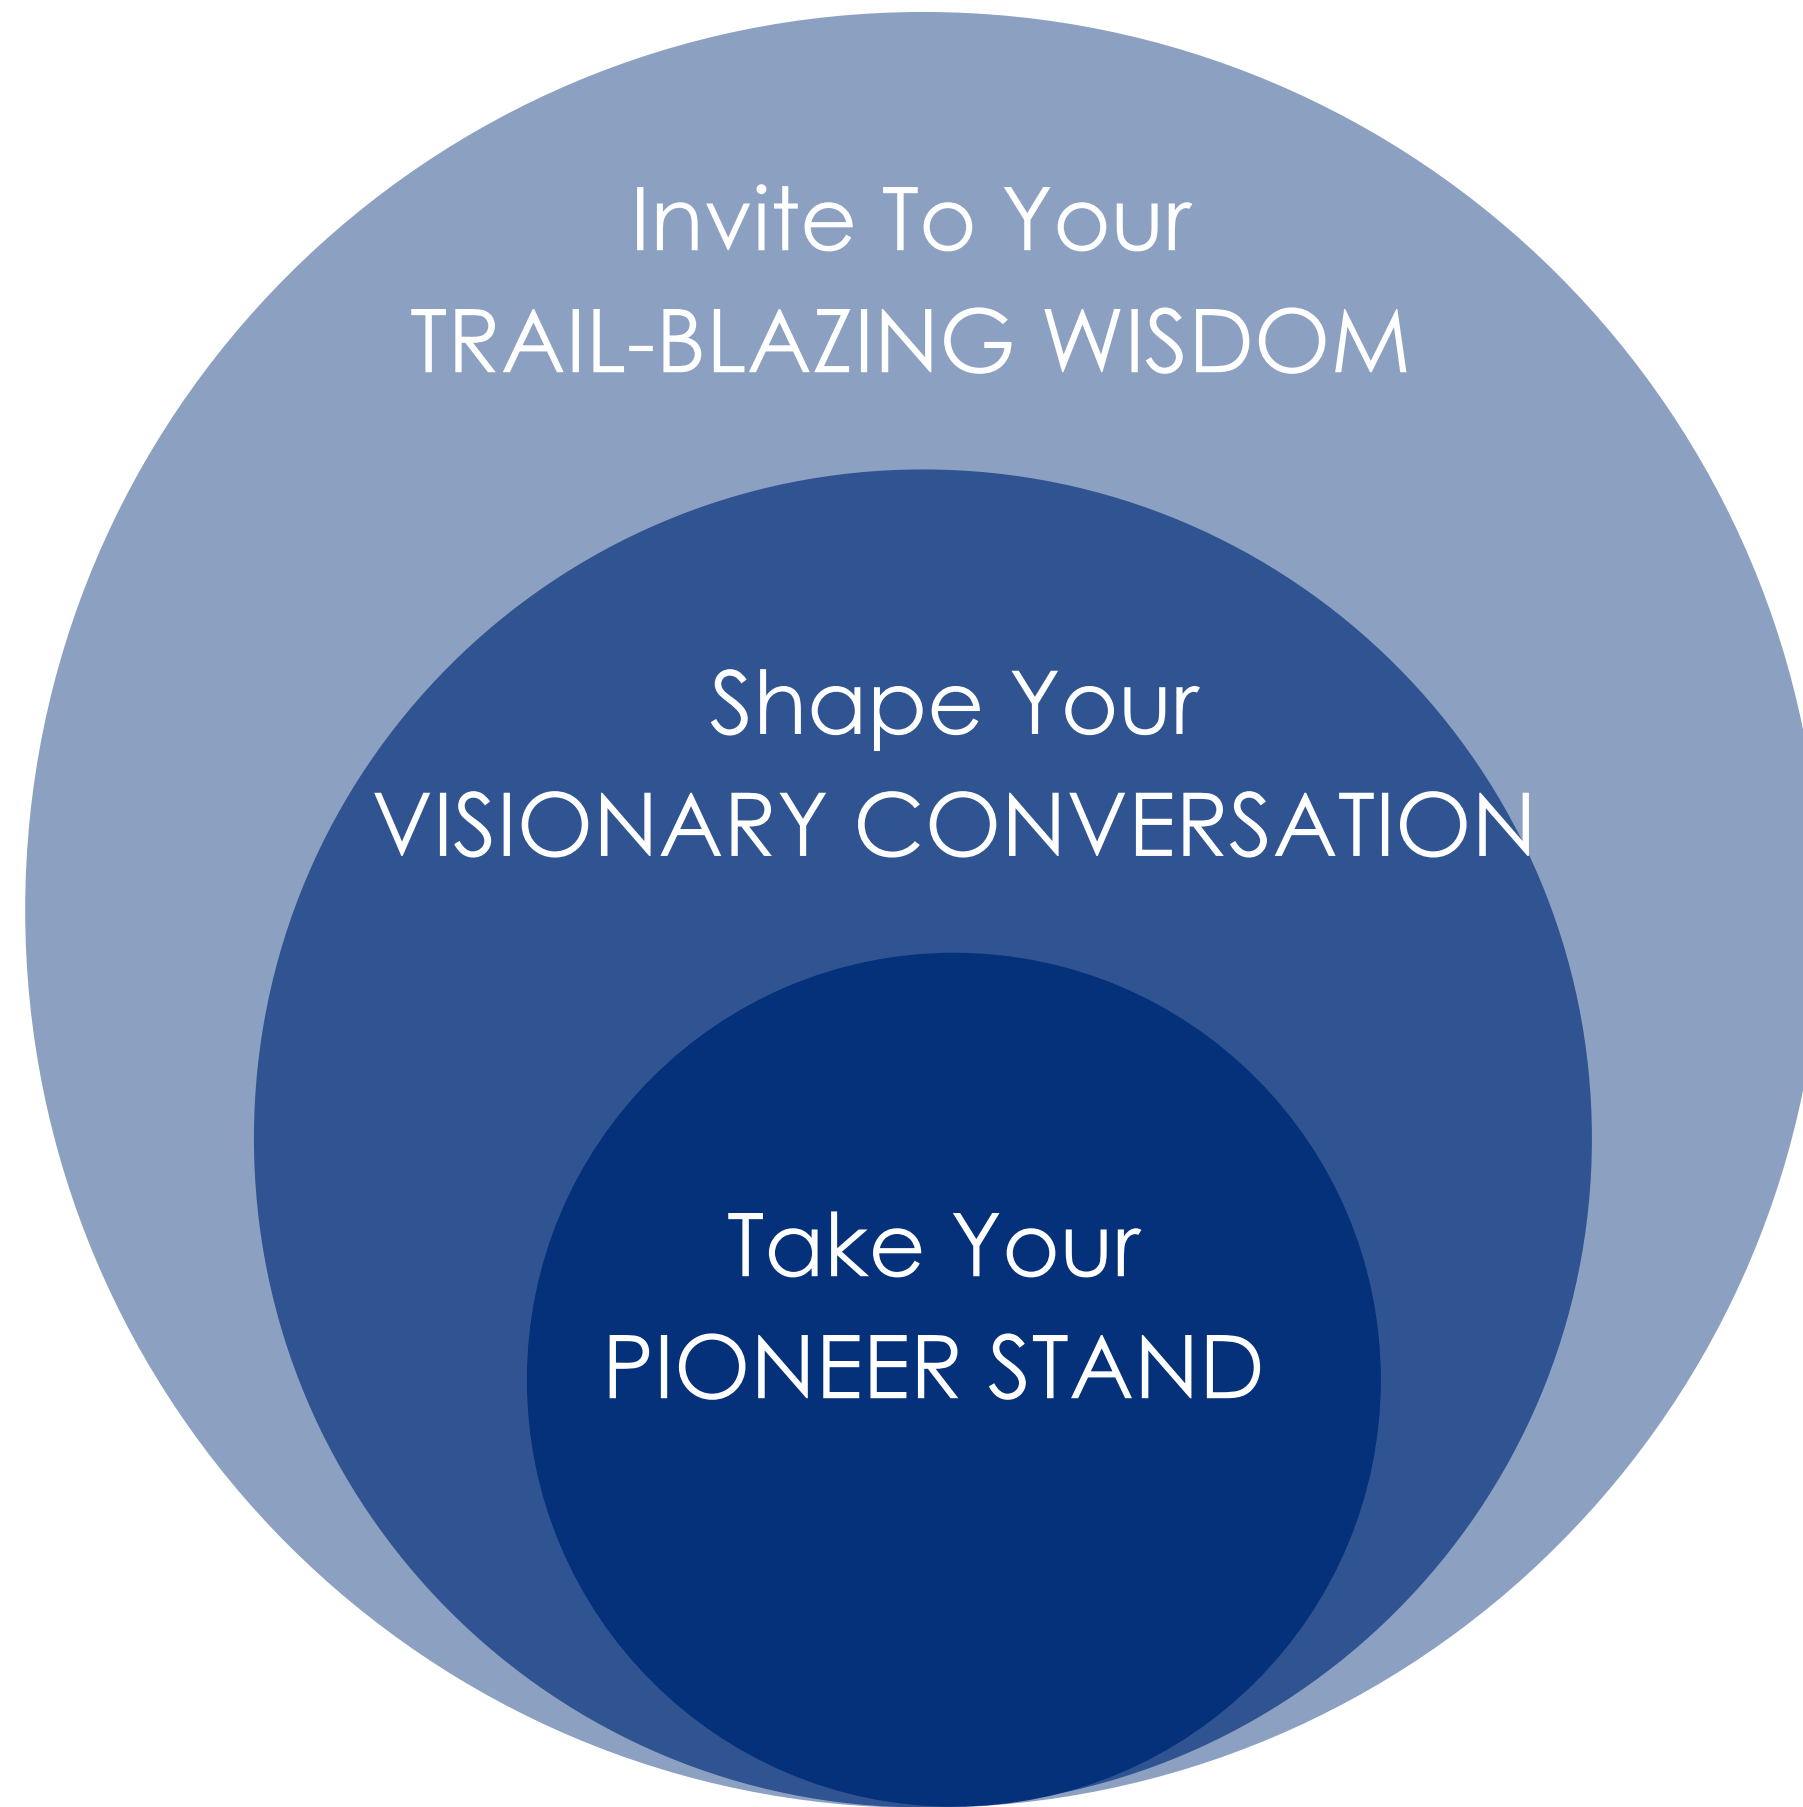 Invite To Your
TRAIL-BLAZING WISDOM
Shape Your
VISIONARY CONVERSATION
Take Your
PIONEER STAND